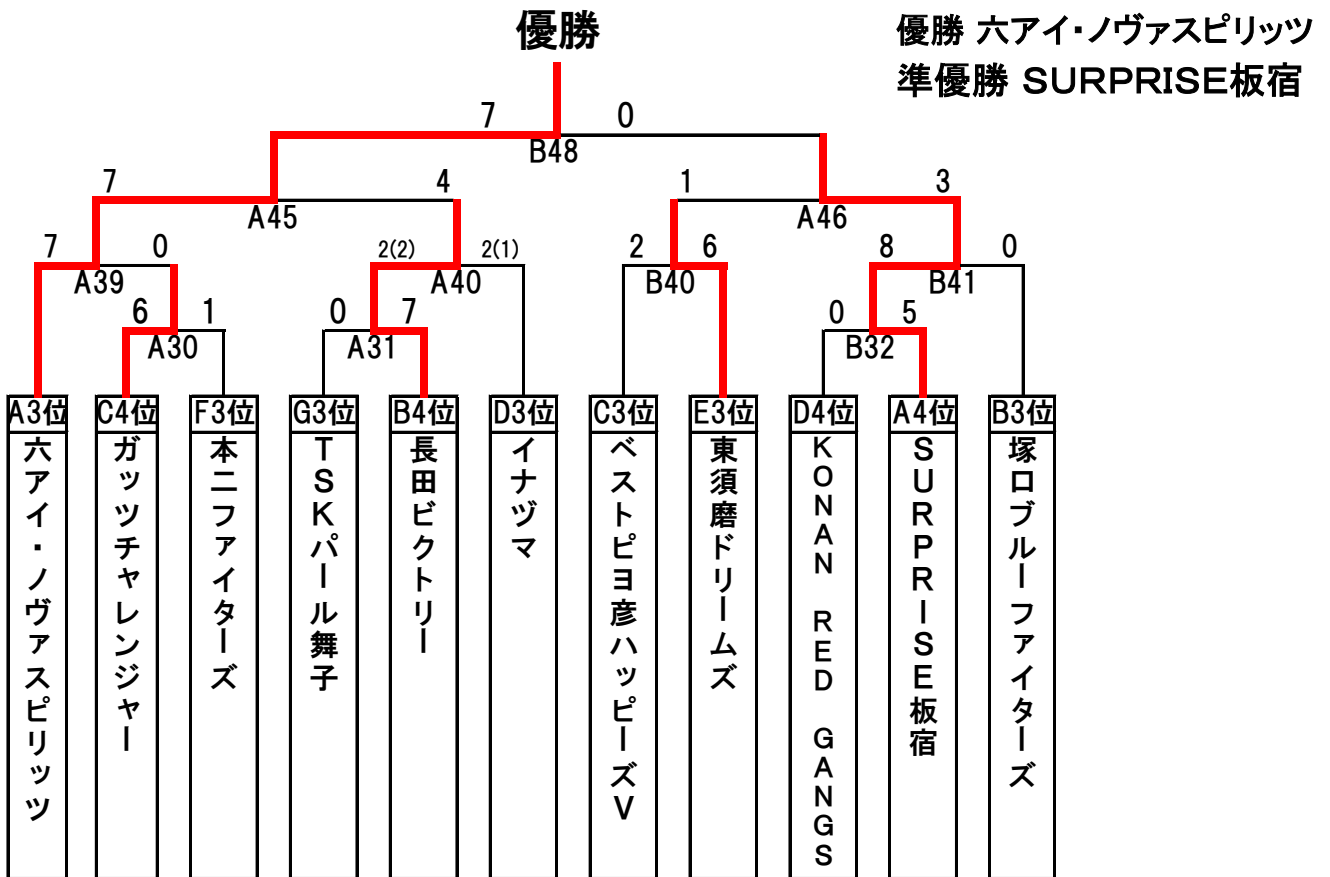 優勝
優勝 六アイ・ノヴァスピリッツ
準優勝 SURPRISE板宿
7 0
B48
7 4 1 3
A45 A46
7 0 2(2) 2(1) 2 6 8 0
A39 A40 B40 B41
6 1 0 7 0 5
A30 A31 B32
A3位 C4位 F3位 G3位 B4位 D3位 C3位 E3位 D4位 A4位 B3位
六アイ・ノヴァスピリッツ
ガッツチャレンジャー
本二ファイターズ
TSKパール舞子
長田ビクトリー
イナヅマ
ベストピヨ彦ハッピーズV
東須磨ドリームズ
KONAN RED GANGS
SURPRISE板宿
塚口ブルーファイターズ